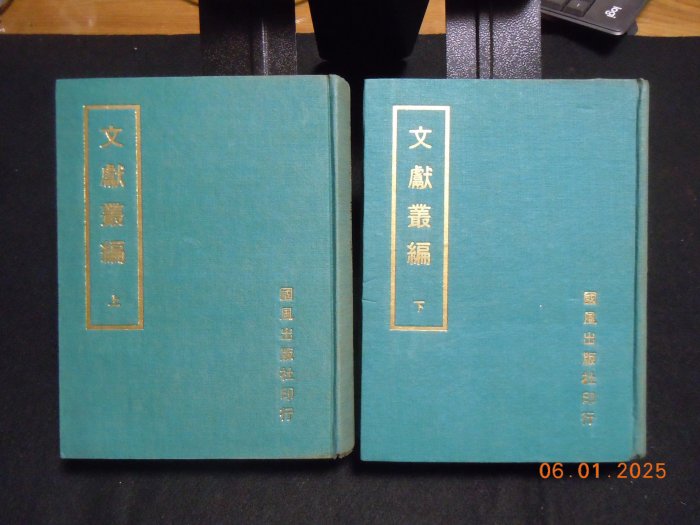 文獻叢編
上
國風出版社印行
文獻叢編
下
國風出版社印行
logi
06.01.2025